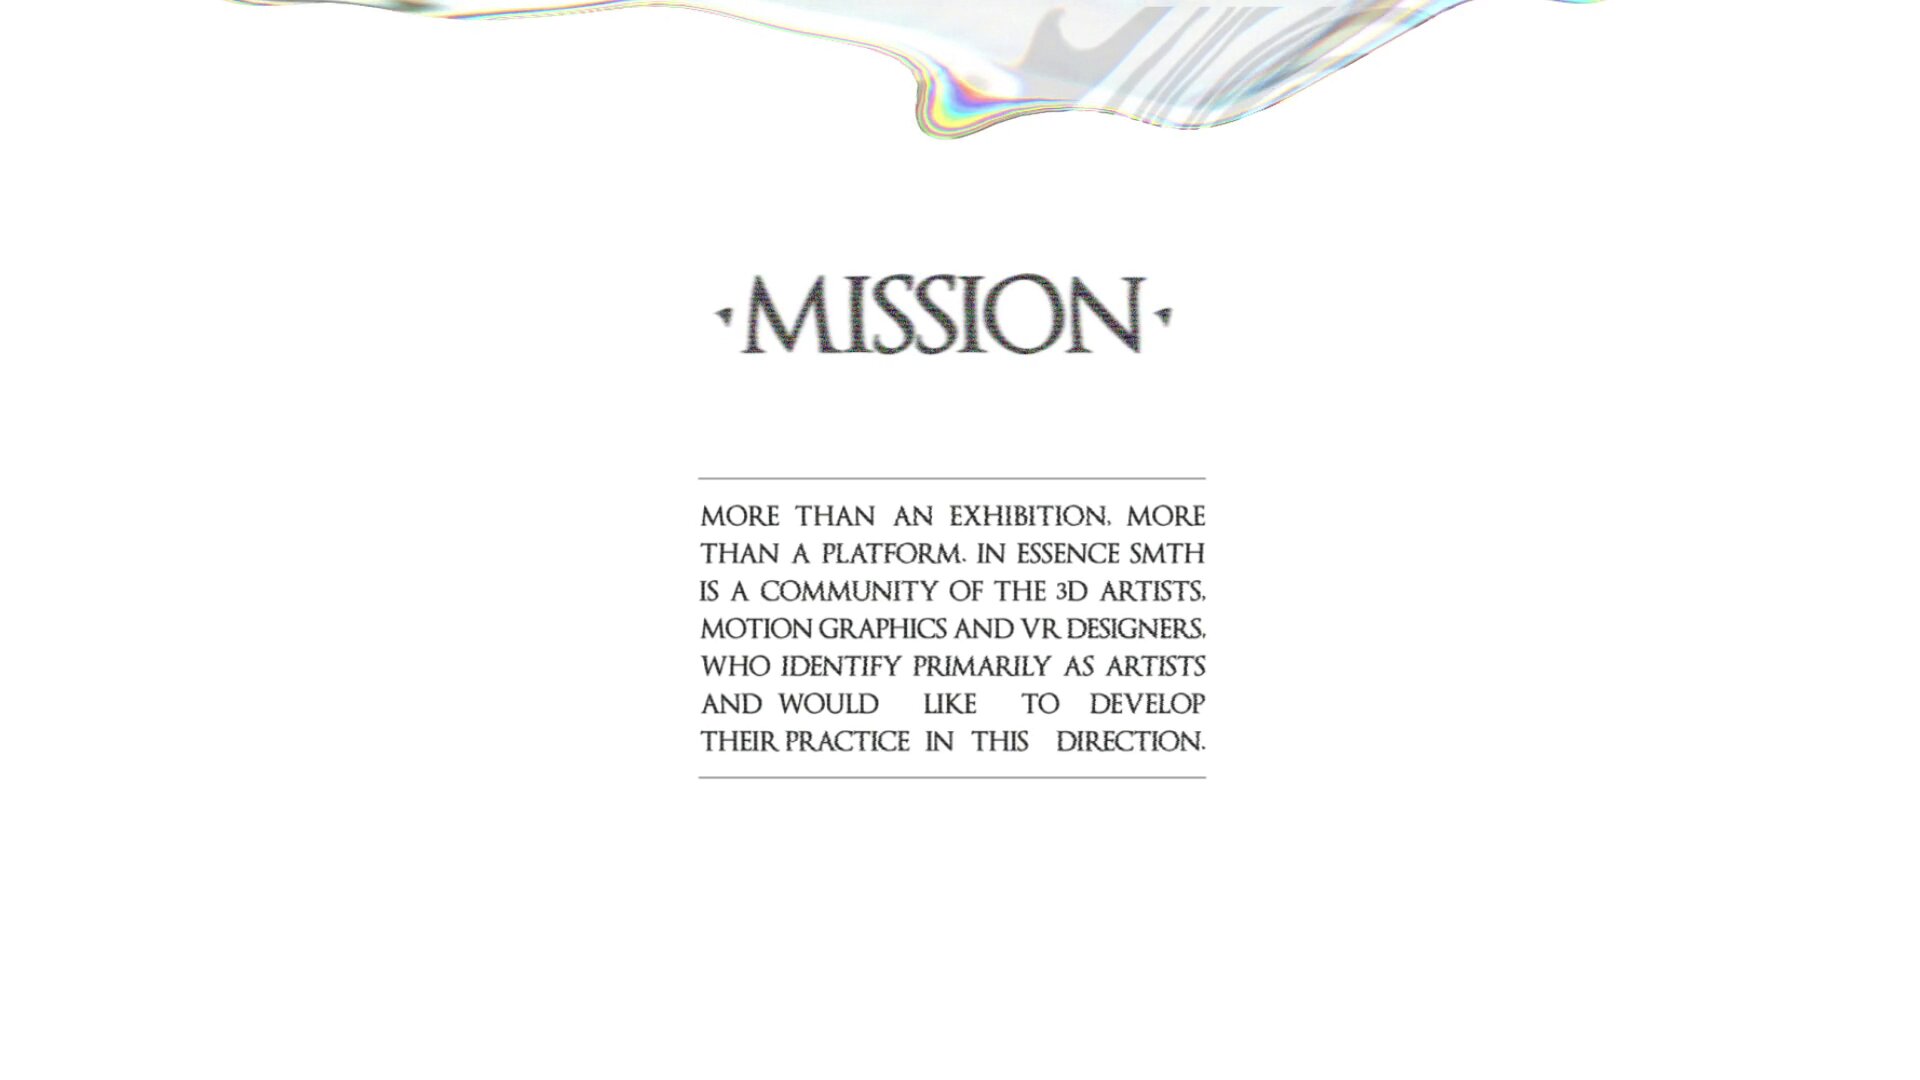 ·MISSION·
MORE THAN AN EXHIBITION, MORE
THAN A PLATFORM. IN ESSENCE SMTH
IS A COMMUNITY OF THE 3D ARTISTS,
MOTION GRAPHICS AND VR DESIGNERS,
WHO IDENTIFY PRIMARILY AS ARTISTS
AND WOULD LIKE TO DEVELOP
THEIR PRACTICE IN THIS DIRECTION.